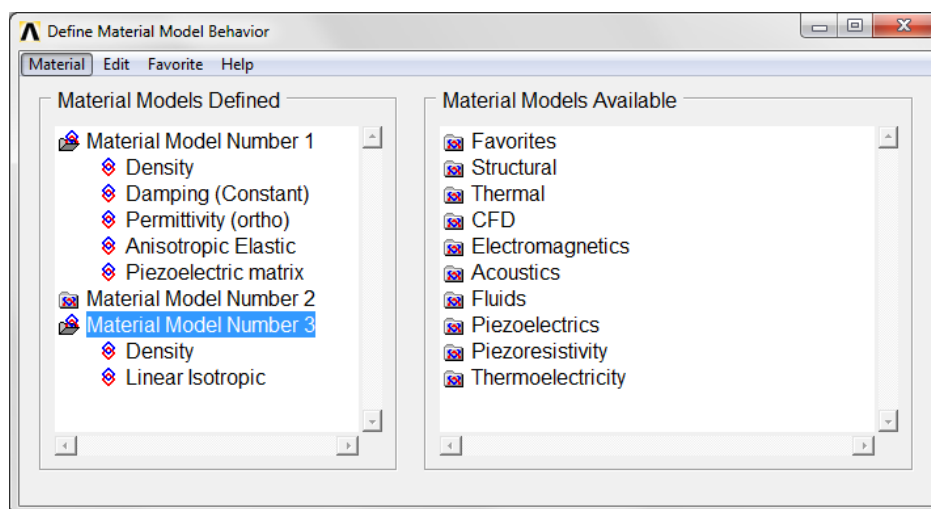 Define Material Model Behavior
Material Edit Favorite Help
Material Models Defined
Material Model Number 1
Density
Damping (Constant)
Permittivity (ortho)
Anisotropic Elastic
Piezoelectric matrix
Material Model Number 2
Material Model Number 3
Density
Linear Isotropic
Material Models Available
Favorites
Structural
Thermal
CFD
Electromagnetics
Acoustics
Fluids
Piezoelectrics
Piezoresistivity
Thermoelectricity